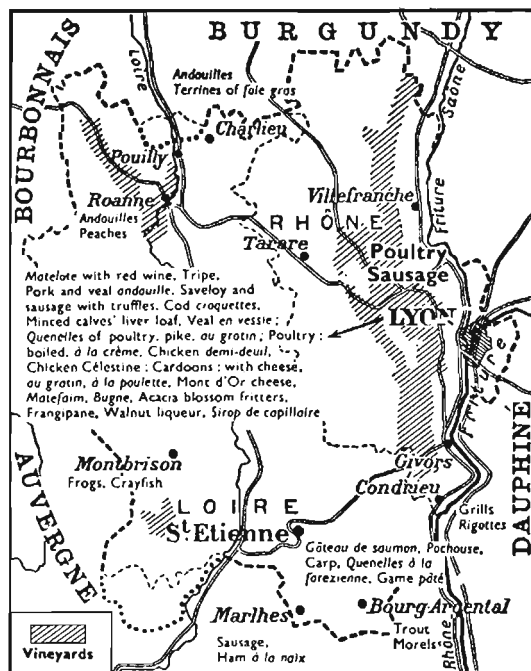 BURGUNDY
BOURBONNAIS
Loire
Saône
Andouilles
Terrines of foie gras
Charlieu
Pouilly
Roanne
Andouilles
Peaches
Villefranche
Friture
RHÔNE
Tarare
Poultry
Sausage
LYON
Matelote with red wine, Tripe,
Pork and veal andouille, Saveloy and
sausage with truffles. Cod croquettes,
Minced calves' liver loaf, Veal en vessie;
Quenelles of poultry, pike, au gratin; Poultry:
boiled, à la crème, Chicken demi-deuil,
Chicken Célestine; Cardoons: with cheese,
au gratin, à la poulette, Mont d'Or cheese,
Matefaim, Bugne, Acacia blossom fritters,
Frangipane, Walnut liqueur, Sirop de capillaire
Friture
DAUPHINE
AUVERGNE
Montbrison
Frogs, Crayfish
Givors
Condrieu
Grills
Rigottes
LOIRE
St Etienne
Gâteau de saumon, Pochouse,
Carp, Quenelles à la
forézienne, Game pâté
Marlhes
Sausage,
Ham à la naix
Bourg-Argental
Trout
Morels
Rhône
Vineyards